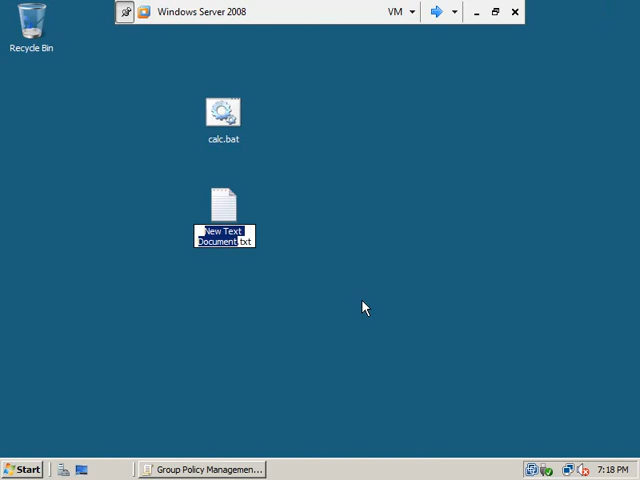 Windows Server 2008
VM
Recycle Bin
calc.bat
New Text
Document.txt
Start
Group Policy Managemen...
7:18 PM